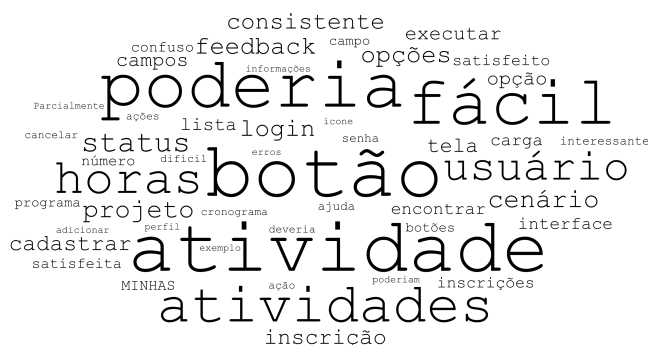 consistente
executar
confuso feedback campo
campos opções satisfeito
informações opção
poderia fácil
Parcialmente
ações
lista login icone
cancelar status senha tela carga interessante
número difícil erros
horas botão usuário
programa projeto cronograma ajuda encontrar cenário
adicionar perfil deveria botões interface
cadastrar atividade
exemplo
satisfeita
MINHAS ação poderiam inscrições
atividades
inscrição